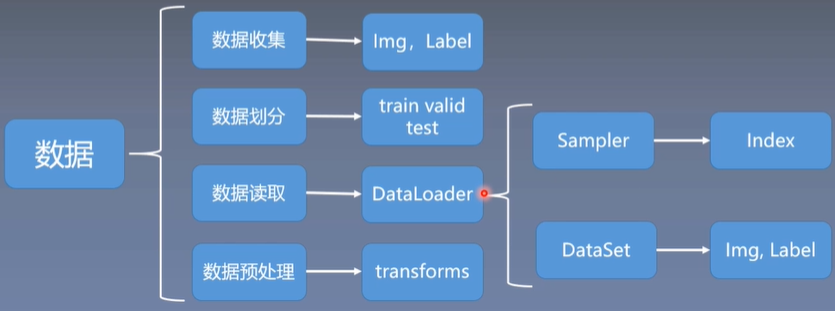 数据
数据收集
Img，Label
数据划分
train valid
test
数据读取
DataLoader
数据预处理
transforms
Sampler
Index
DataSet
Img, Label